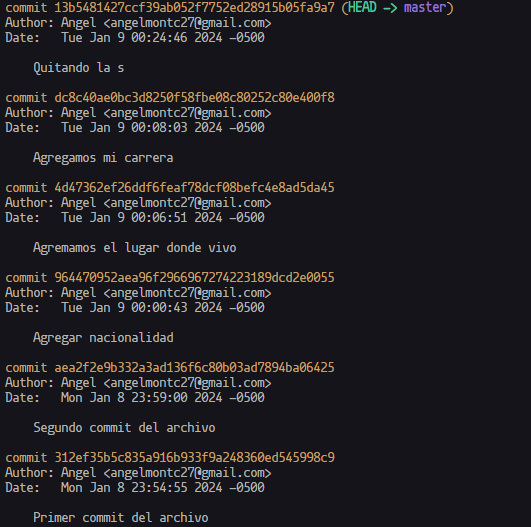 commit 13b5481427ccf39ab052f7752ed28915b05fa9a7 (HEAD -> master)
Author: Angel <angelmontc27@gmail.com>
Date:   Tue Jan 9 00:24:46 2024 -0500
Quitando la s
commit dc8c40ae0bc3d8250f58fbe08c80252c80e400f8
Author: Angel <angelmontc27@gmail.com>
Date:   Tue Jan 9 00:08:03 2024 -0500
Agregamos mi carrera
commit 4d47362ef26ddf6feaf78dcf08befc4e8ad5da45
Author: Angel <angelmontc27@gmail.com>
Date:   Tue Jan 9 00:06:51 2024 -0500
Agremamos el lugar donde vivo
commit 964470952aea96f2966967274223189dcd2e0055
Author: Angel <angelmontc27@gmail.com>
Date:   Tue Jan 9 00:00:43 2024 -0500
Agregar nacionalidad
commit aea2f2e9b332a3ad136f6c80b03ad7894ba06425
Author: Angel <angelmontc27@gmail.com>
Date:   Mon Jan 8 23:59:00 2024 -0500
Segundo commit del archivo
commit 312ef35b5c835a916b933f9a248360ed545998c9
Author: Angel <angelmontc27@gmail.com>
Date:   Mon Jan 8 23:54:55 2024 -0500
Primer commit del archivo